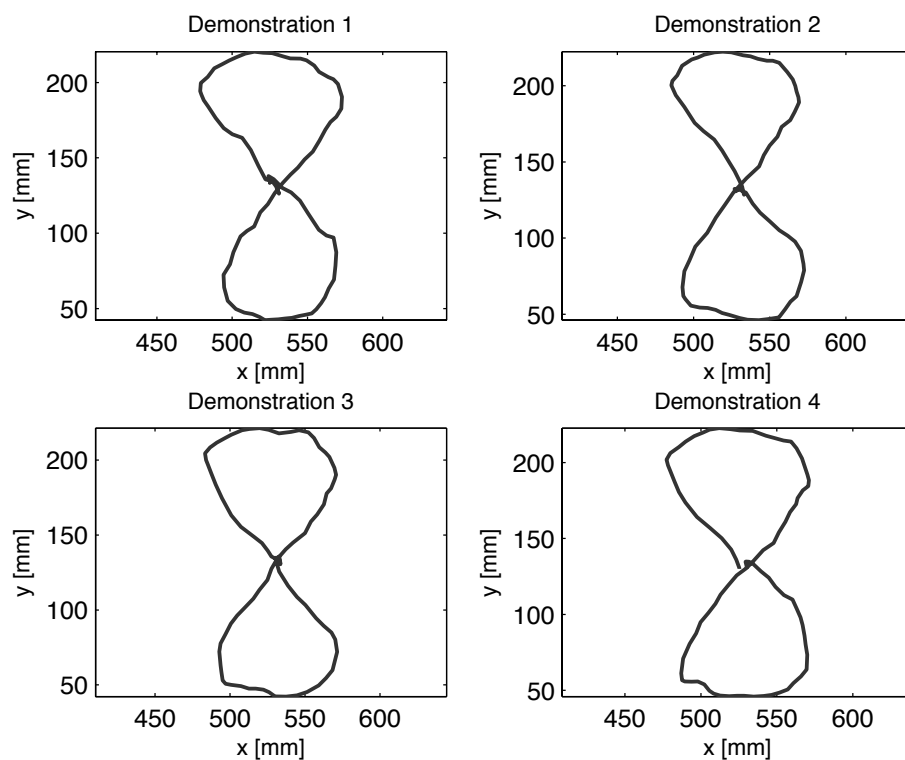 Demonstration 1
200
150
100
50
y [mm]
450 500 550 600
x [mm]
Demonstration 2
200
150
100
50
y [mm]
450 500 550 600
x [mm]
Demonstration 3
200
150
100
50
y [mm]
450 500 550 600
x [mm]
Demonstration 4
200
150
100
50
y [mm]
450 500 550 600
x [mm]